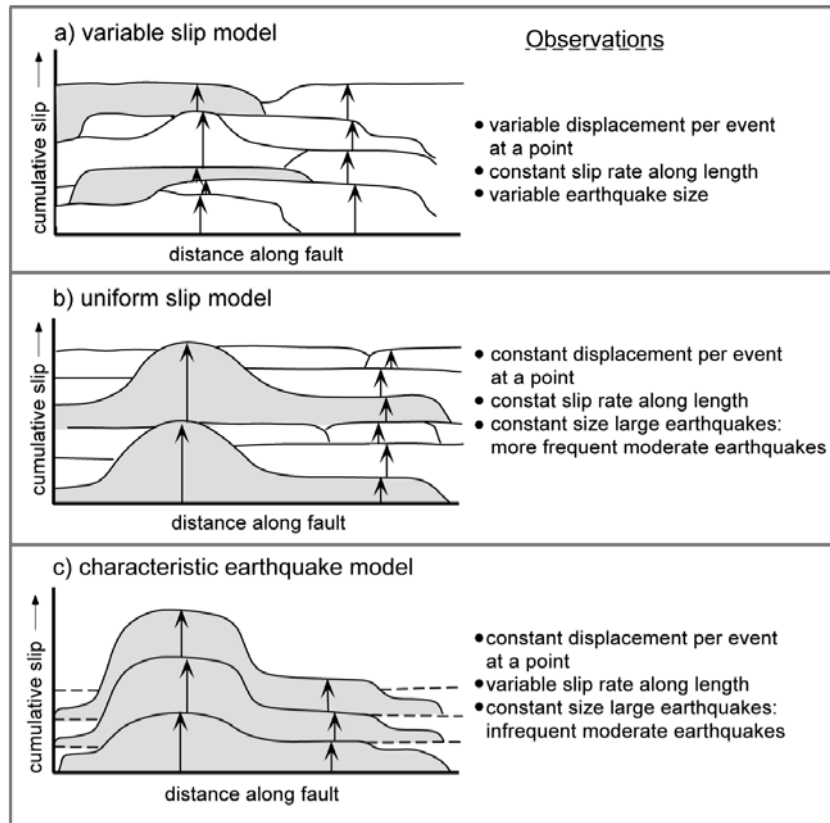 a) variable slip model
Observations
cumulative slip
distance along fault
• variable displacement per event
at a point
• constant slip rate along length
• variable earthquake size
b) uniform slip model
cumulative slip
distance along fault
• constant displacement per event
at a point
• constat slip rate along length
• constant size large earthquakes:
more frequent moderate earthquakes
c) characteristic earthquake model
cumulative slip
distance along fault
• constant displacement per event
at a point
• variable slip rate along length
• constant size large earthquakes:
infrequent moderate earthquakes